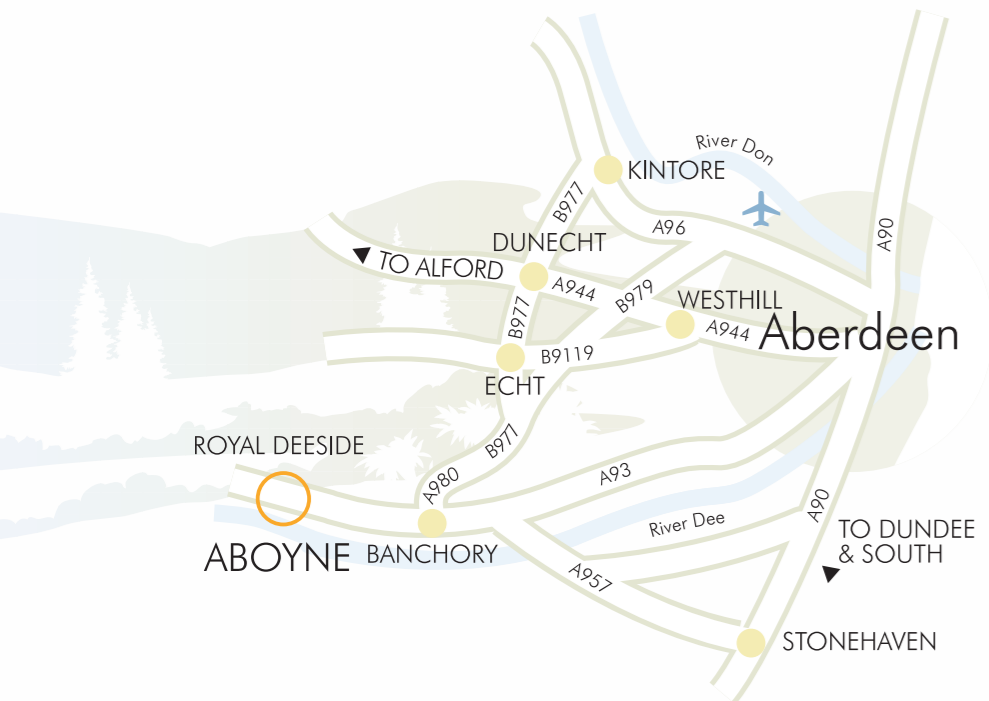 River Don
KINTORE
B977
A96
A90
DUNECHT
TO ALFORD
A944
B979
WESTHILL
B977
A944
Aberdeen
B9119
ECHT
B977
ROYAL DEESIDE
A980
A93
A90
River Dee
TO DUNDEE
& SOUTH
ABOYNE
BANCHORY
A957
STONEHAVEN